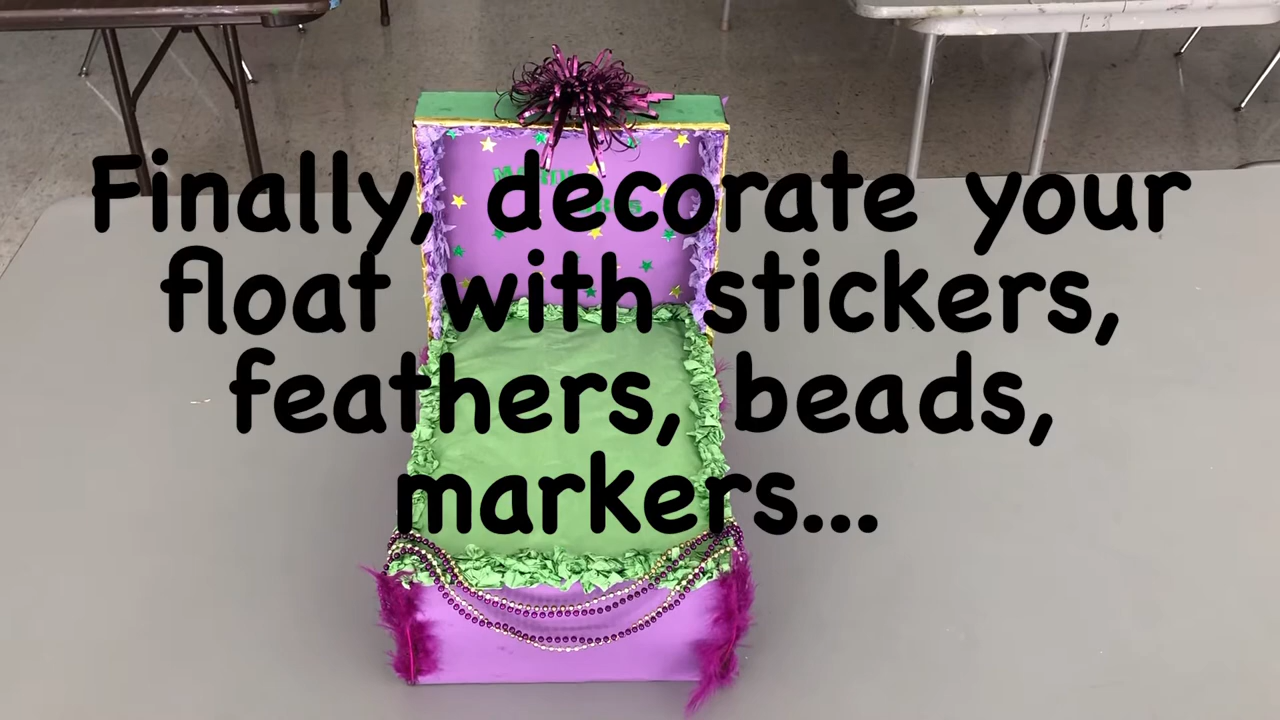 Finally, decorate your
float with stickers,
feathers, beads,
markers...